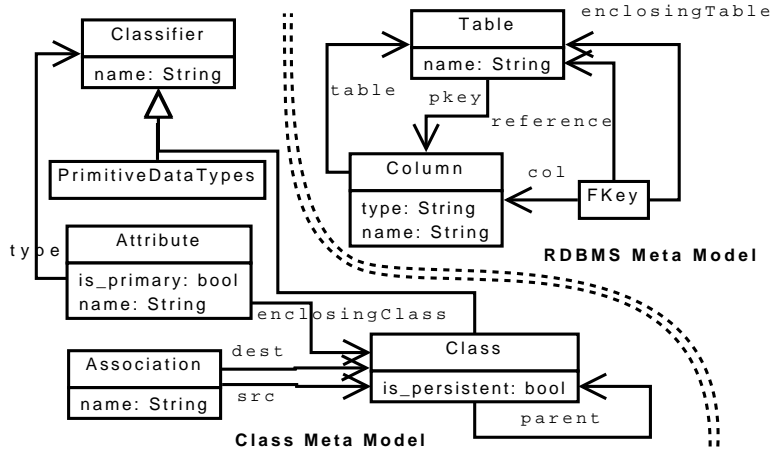 Classifier
name: String
PrimitiveDataTypes
type
Attribute
is_primary: bool
name: String
enclosingClass
Association
name: String
dest
src
Class
is_persistent: bool
parent
Class Meta Model
Table
name: String
enclosingTable
table
pkey
reference
Column
type: String
name: String
col
FKey
RDBMS Meta Model